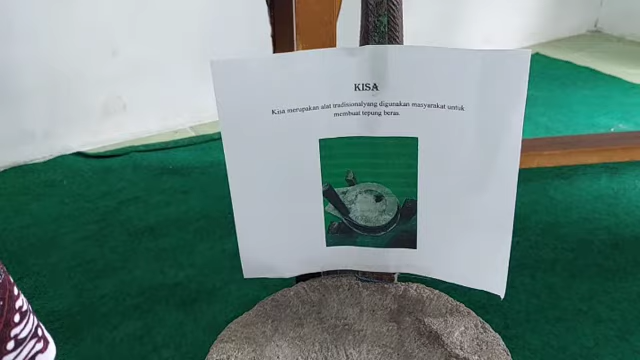 KISA
Kisa merupakan alat tradisionalyang digunakan masyarakat untuk
membuat tepung beras.